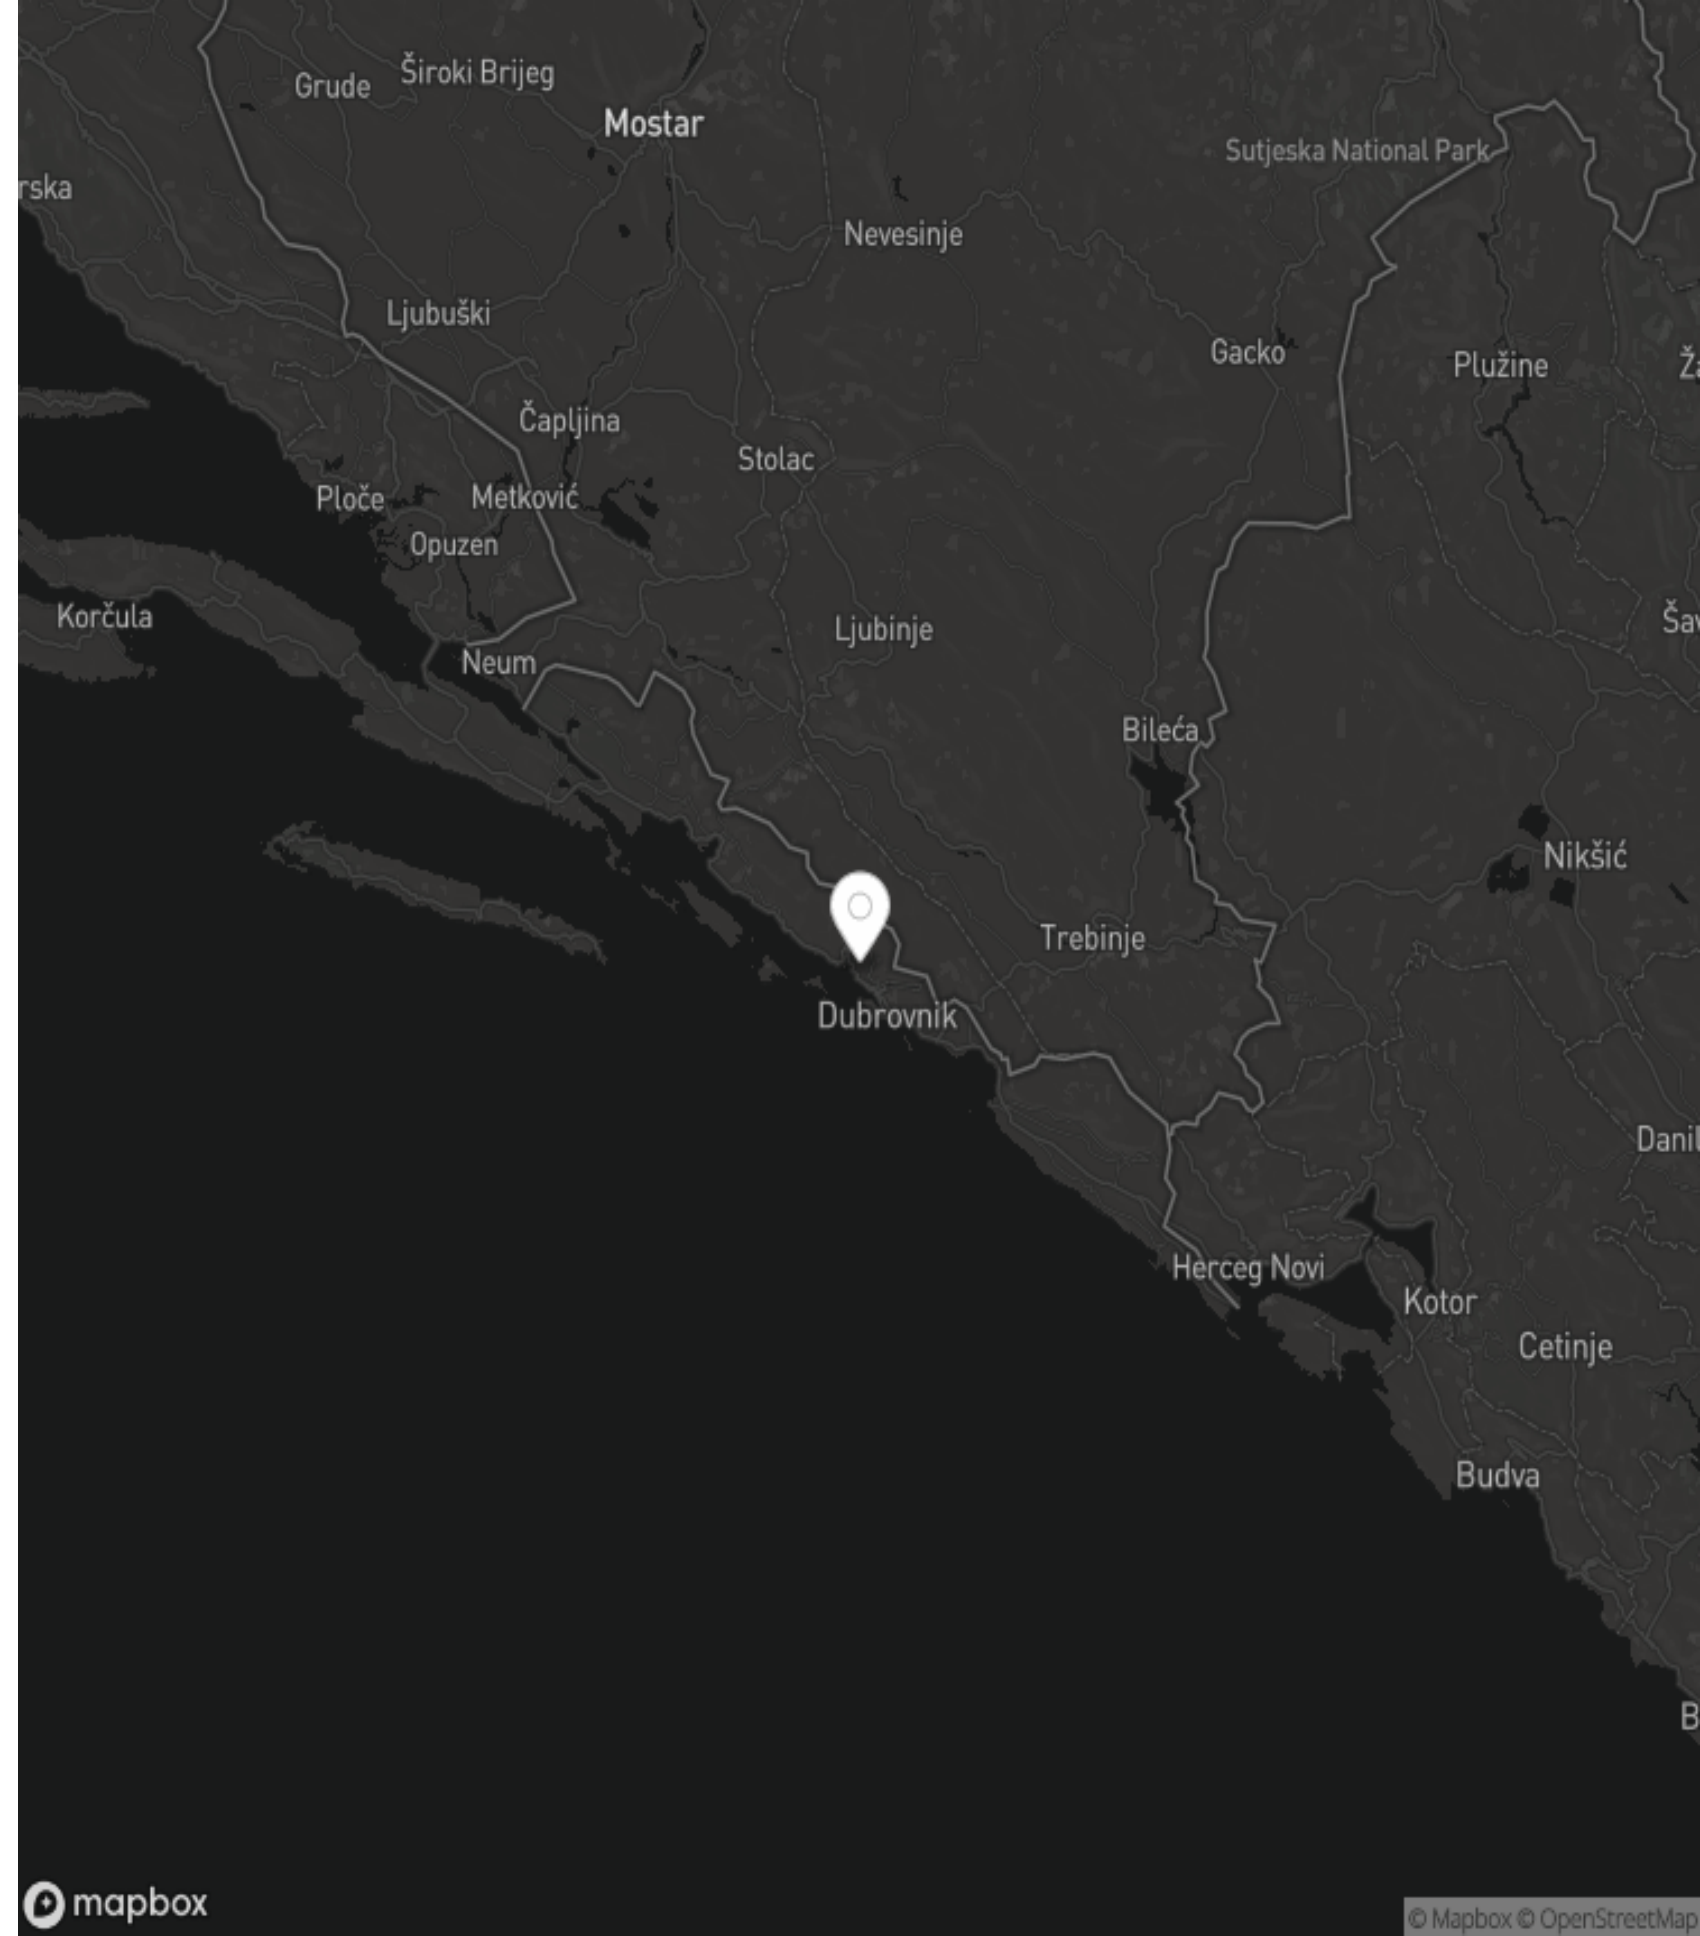 Široki Brijeg
Grude
Mostar
Sutjeska National Park
rska
Nevesinje
Ljubuški
Gacko
Plužine
Ža
Čapljina
Stolac
Ploče
Metković
Opuzen
Korčula
Ljubinje
Šav
Neum
Bileća
Nikšić
Trebinje
Dubrovnik
Danil
Herceg Novi
Kotor
Cetinje
Budva
B
mapbox
© Mapbox © OpenStreetMap